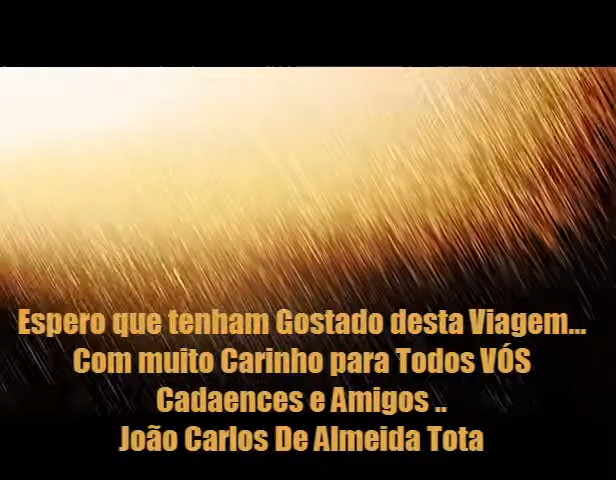 Espero que tenham Gostado desta Viagem...
Com muito Carinho para Todos VÓS
Cadaences e Amigos ..
João Carlos De Almeida Tota